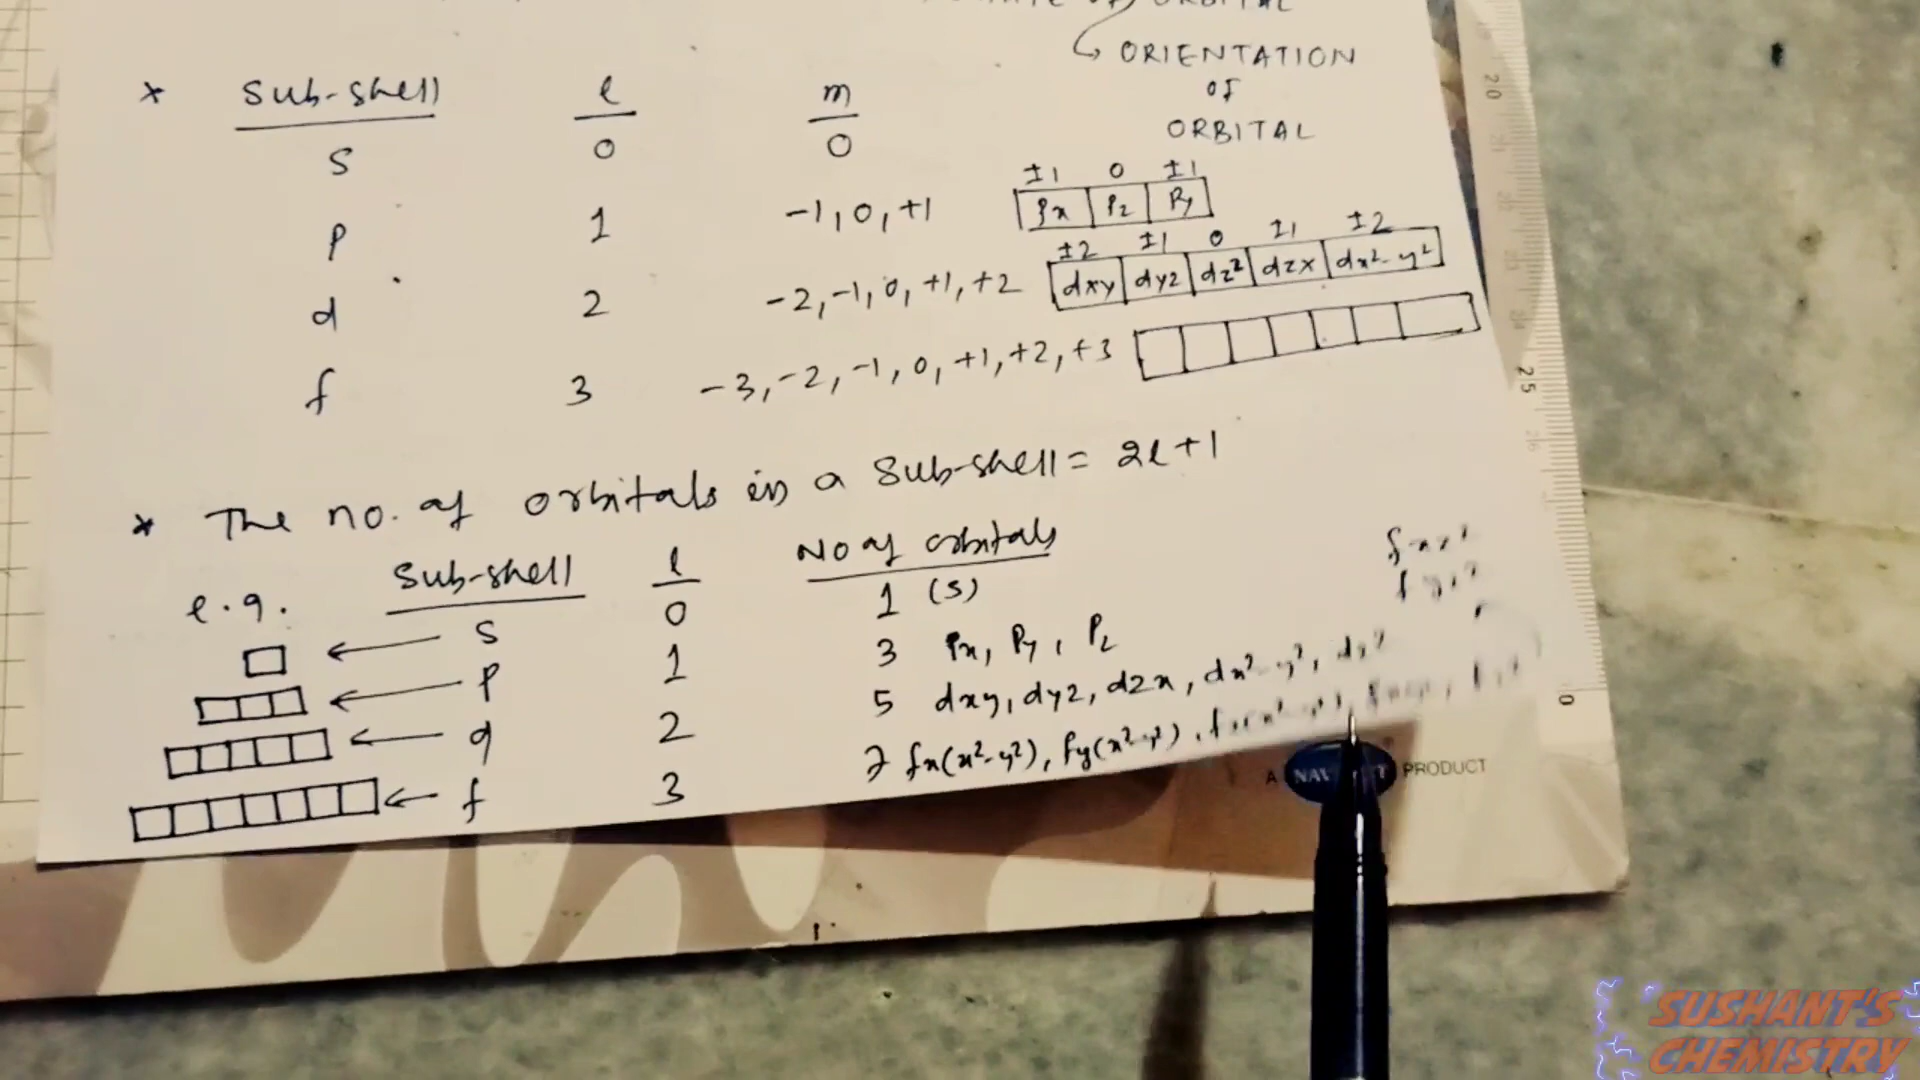 ORBITAL
ORIENTATION
OF
ORBITAL
* Sub-shell l m
s 0 0
p 1 -1, 0, +1
±1 0 ±1
Px Pz Py
d 2 -2, -1, 0, +1, +2
±2 ±1 0 ±1 ±2
dxy dyz dz² dzx dx²-y²
f 3 -3, -2, -1, 0, +1, +2, +3
* The no. of orbitals in a Sub-shell = 2l+1
e.g. Sub-shell l No of orbitals
s 0 1 (s)
p 1 3 Px, Py, Pz
d 2 5 dxy, dyz, dzx, dx²-y², dz²
f 3 7 fx(x²-y²), fy(x²-y²),
20
25
0
A PRODUCT
SUSHANT'S
CHEMISTRY